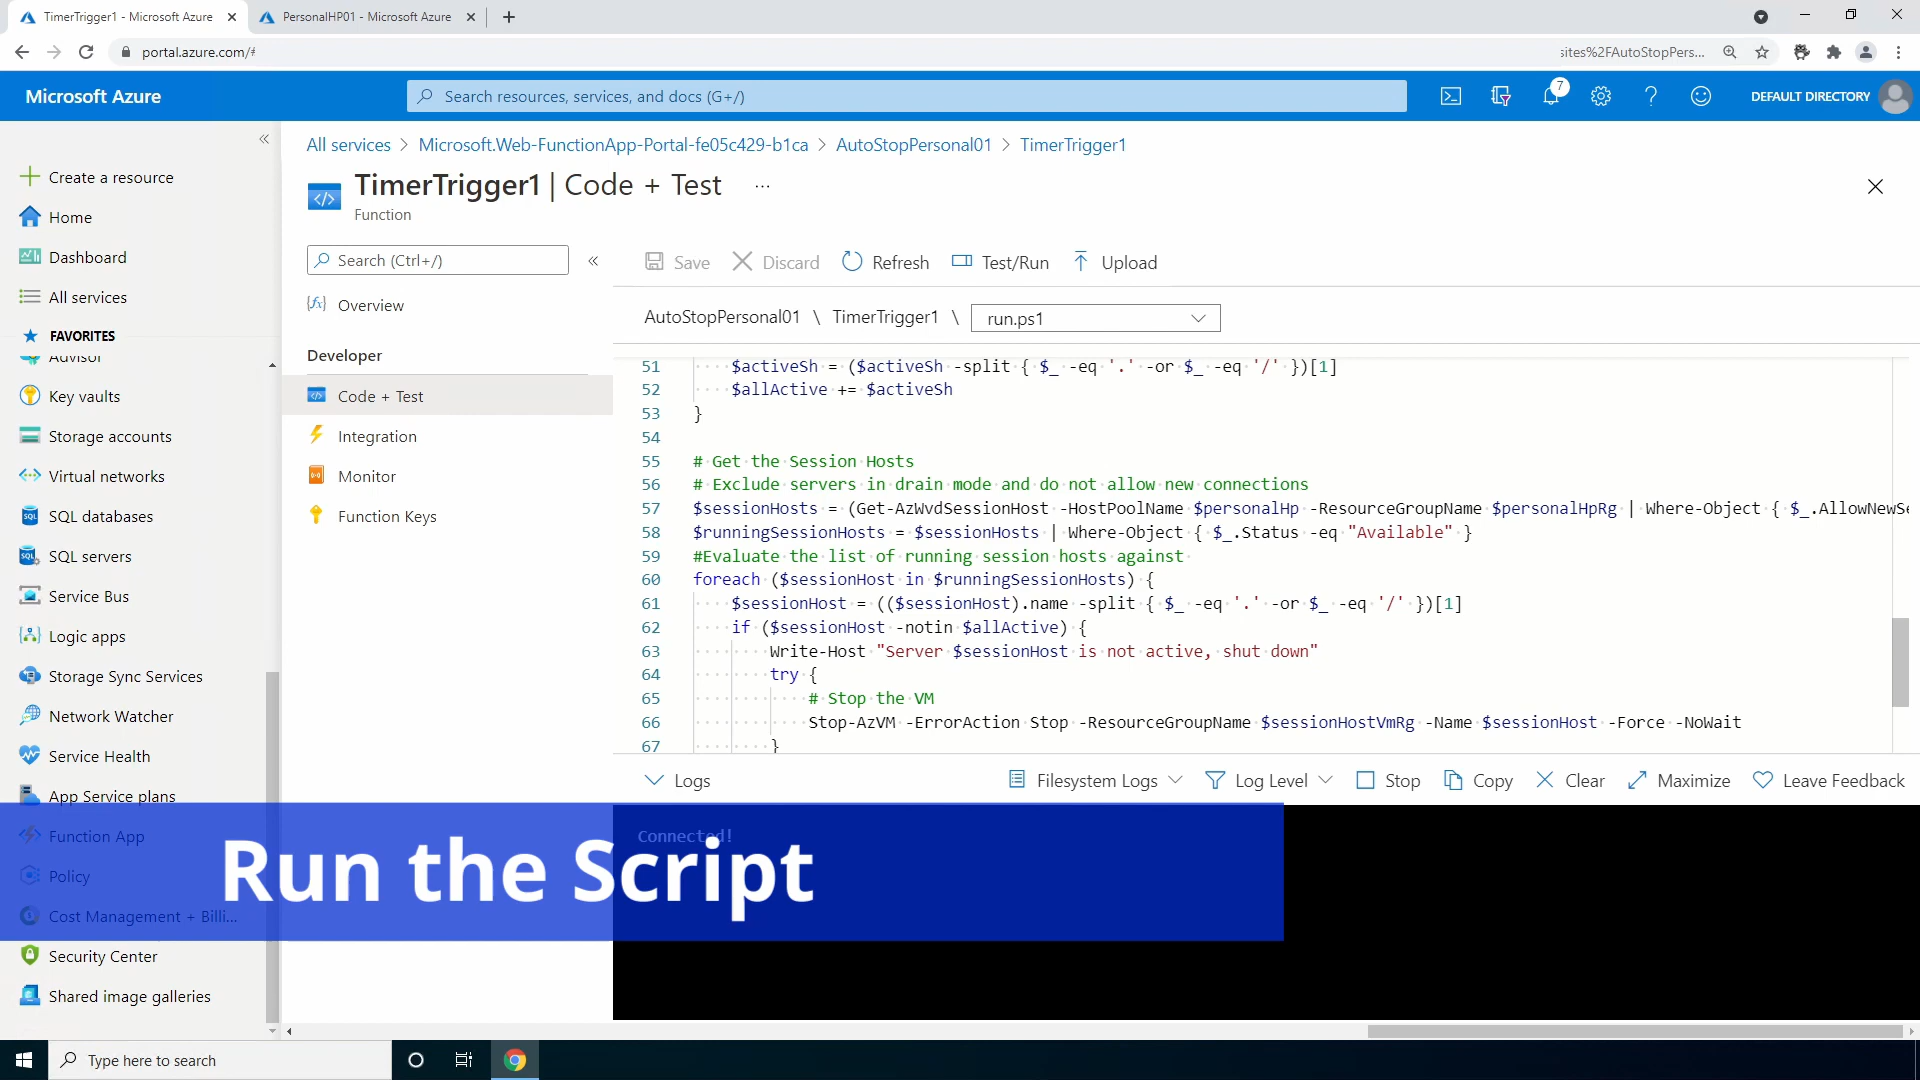 TimerTrigger1 - Microsoft Azure
PersonalHP01 - Microsoft Azure
portal.azure.com/#
sites%2FAutoStopPers...
Microsoft Azure
Search resources, services, and docs (G+/)
7
DEFAULT DIRECTORY
All services > Microsoft.Web-FunctionApp-Portal-fe05c429-b1ca > AutoStopPersonal01 > TimerTrigger1
TimerTrigger1 | Code + Test ...
Function
Create a resource
Home
Dashboard
All services
FAVORITES
Advisor
Key vaults
Storage accounts
Virtual networks
SQL databases
SQL servers
Service Bus
Logic apps
Storage Sync Services
Network Watcher
Service Health
App Service plans
Function App
Policy
Cost Management + Billi...
Security Center
Shared image galleries
Search (Ctrl+/)
Overview
Developer
Code + Test
Integration
Monitor
Function Keys
Save
Discard
Refresh
Test/Run
Upload
AutoStopPersonal01 \ TimerTrigger1 \ run.ps1
51 $activeSh = ($activeSh -split { $_ -eq '.' -or $_ -eq '/' })[1]
52 $allActive += $activeSh
53 }
54
55 # Get the Session Hosts
56 # Exclude servers in drain mode and do not allow new connections
57 $sessionHosts = (Get-AzWvdSessionHost -HostPoolName $personalHp -ResourceGroupName $personalHpRg | Where-Object { $_.AllowNewSe
58 $runningSessionHosts = $sessionHosts | Where-Object { $_.Status -eq "Available" }
59 #Evaluate the list of running session hosts against
60 foreach ($sessionHost in $runningSessionHosts) {
61 $sessionHost = (($sessionHost).name -split { $_ -eq '.' -or $_ -eq '/' })[1]
62 if ($sessionHost -notin $allActive) {
63 Write-Host "Server $sessionHost is not active, shut down"
64 try {
65 # Stop the VM
66 Stop-AzVM -ErrorAction Stop -ResourceGroupName $sessionHostVmRg -Name $sessionHost -Force -NoWait
67 }
Logs
Filesystem Logs
Log Level
Stop
Copy
Clear
Maximize
Leave Feedback
Connected!
Run the Script
Type here to search